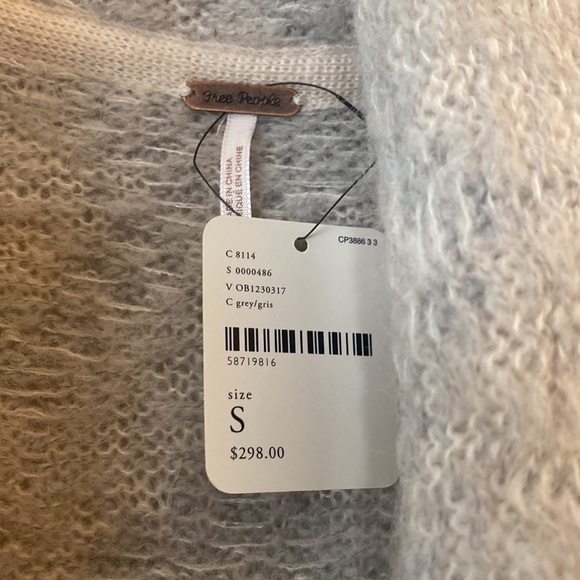 Free People
MADE IN CHINA
FABRIQUÉ EN CHINE
CP3886 3 3
C 8114
S 0000486
V OB1230317
C grey/gris
58719816
size
S
$298.00